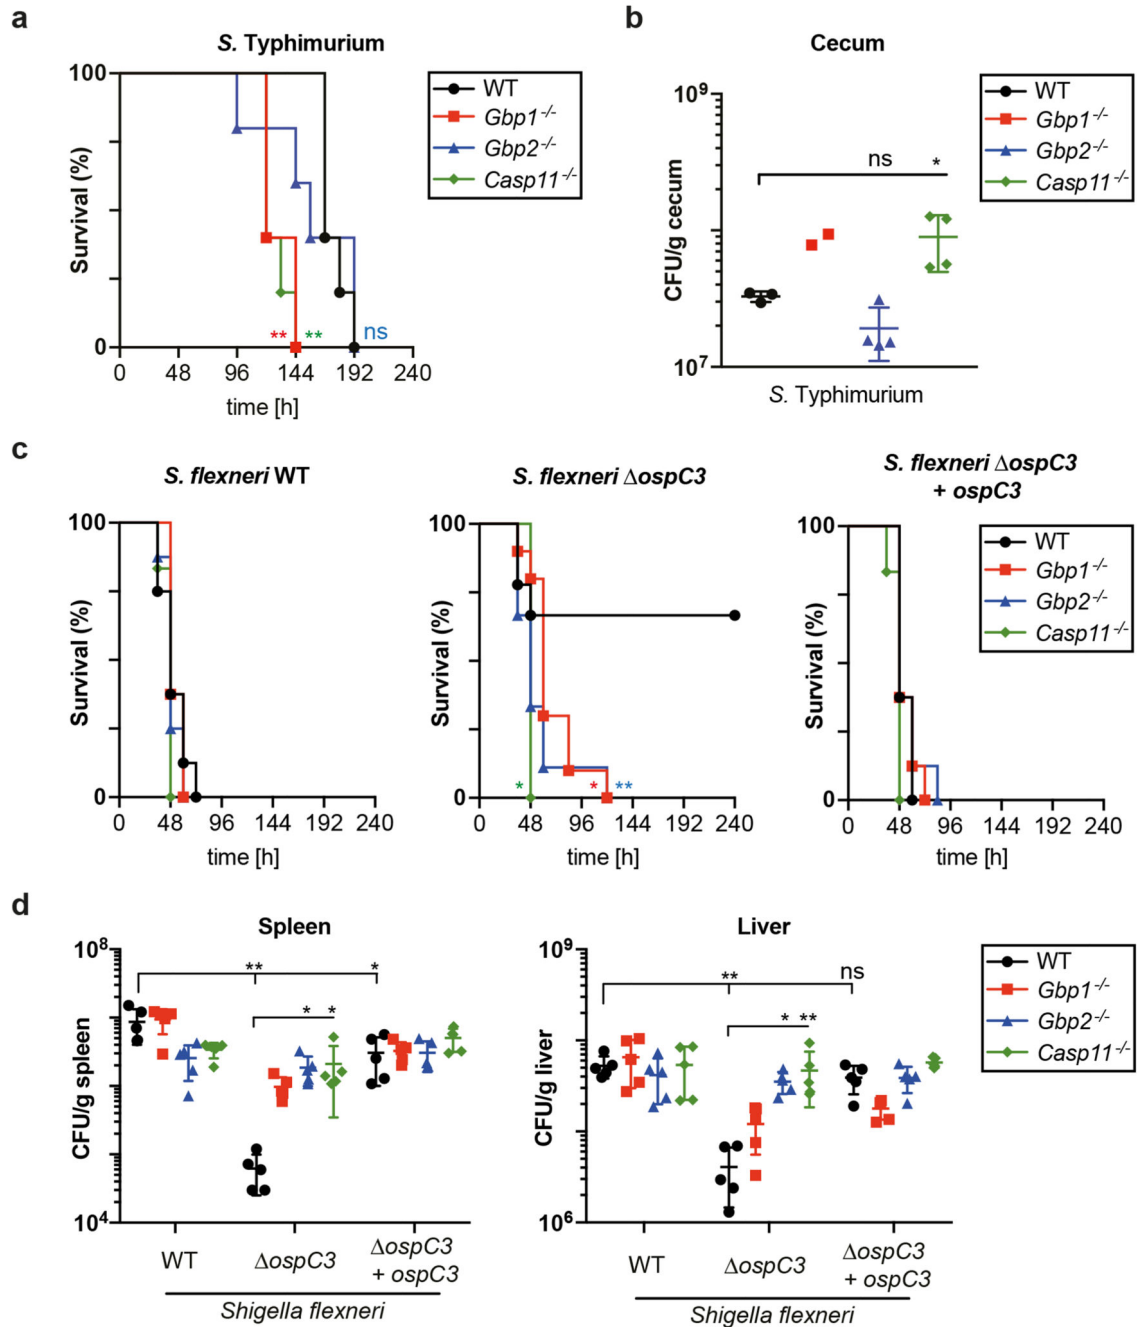 a
S. Typhimurium
100
0
Survival (%)
0 48 96 144 192 240
time [h]
** ** ns
WT
Gbp1-/-
Gbp2-/-
Casp11-/-
b
Cecum
10⁹
10⁷
CFU/g cecum
ns *
S. Typhimurium
WT
Gbp1-/-
Gbp2-/-
Casp11-/-
c
S. flexneri WT
100
0
Survival (%)
0 48 96 144 192 240
time [h]
S. flexneri ΔospC3
100
0
Survival (%)
* * **
0 48 96 144 192 240
time [h]
S. flexneri ΔospC3
+ ospC3
100
0
Survival (%)
0 48 96 144 192 240
time [h]
WT
Gbp1-/-
Gbp2-/-
Casp11-/-
d
Spleen
10⁸
10⁴
CFU/g spleen
** *
* *
WT ΔospC3 ΔospC3
+ ospC3
Shigella flexneri
Liver
10⁹
10⁶
CFU/g liver
** ns
* **
WT ΔospC3 ΔospC3
+ ospC3
Shigella flexneri
WT
Gbp1-/-
Gbp2-/-
Casp11-/-